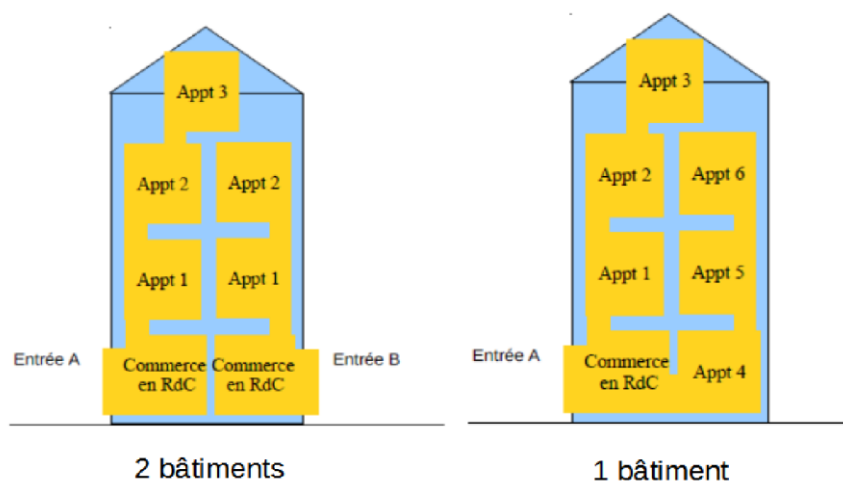 Appt 3
Appt 2
Appt 2
Appt 1
Appt 1
Entrée A
Commerce
en RdC
Commerce
en RdC
Entrée B
2 bâtiments
Appt 3
Appt 2
Appt 6
Appt 1
Appt 5
Entrée A
Commerce
en RdC
Appt 4
1 bâtiment